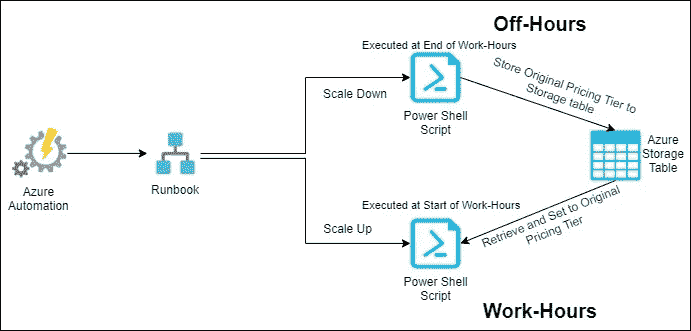 Off-Hours
Executed at End of Work-Hours
Scale Down
Power Shell
Script
Store Original Pricing Tier to
Storage table
Azure
Automation
Runbook
Azure
Storage
Table
Executed at Start of Work-Hours
Scale Up
Power Shell
Script
Retrieve and Set to Original
Pricing Tier
Work-Hours